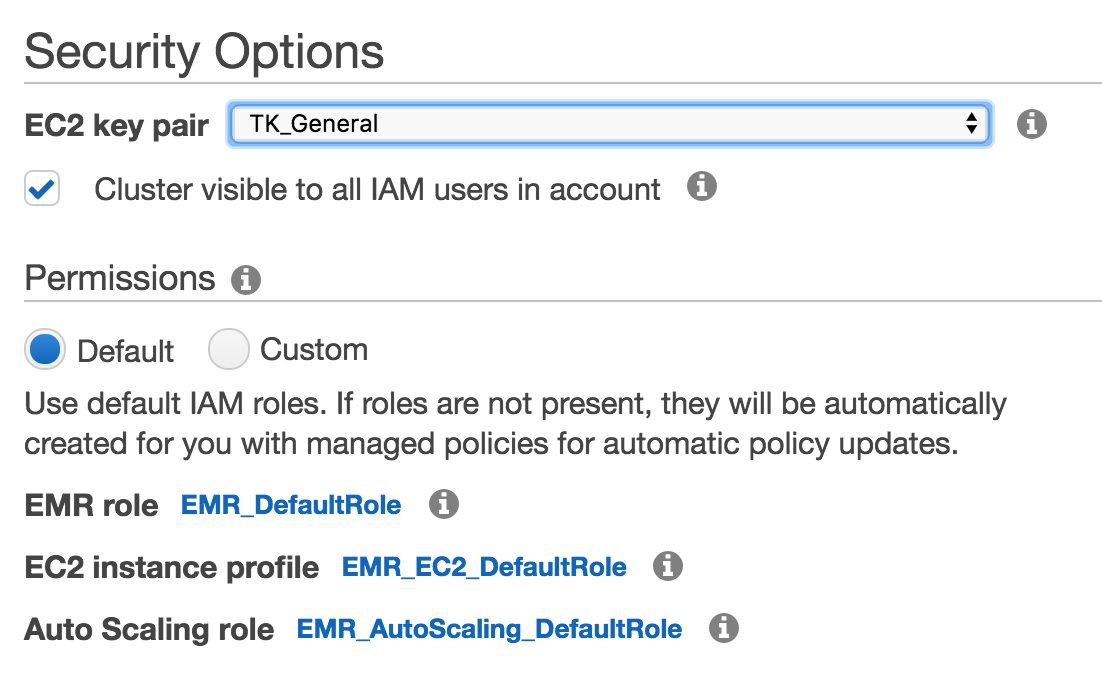 Security Options
EC2 key pair TK_General
Cluster visible to all IAM users in account
Permissions
Default Custom
Use default IAM roles. If roles are not present, they will be automatically
created for you with managed policies for automatic policy updates.
EMR role EMR_DefaultRole
EC2 instance profile EMR_EC2_DefaultRole
Auto Scaling role EMR_AutoScaling_DefaultRole